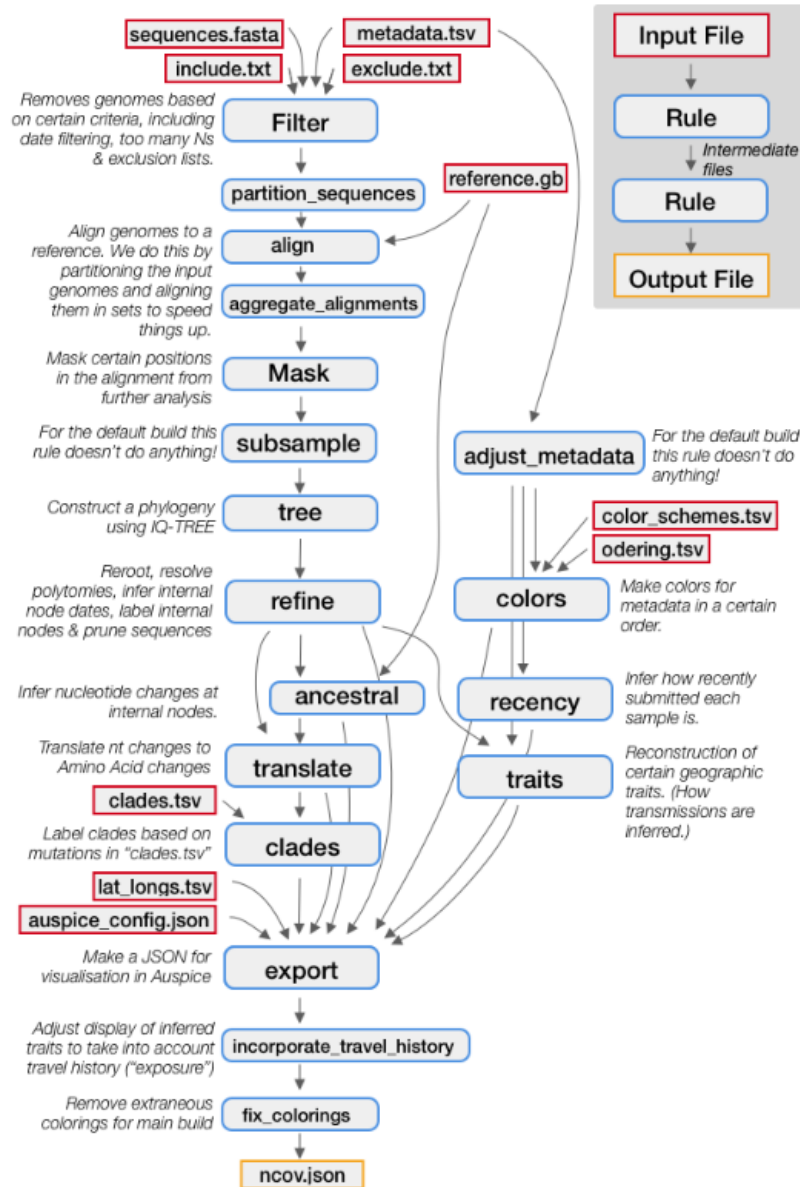 sequences.fasta
metadata.tsv
include.txt
exclude.txt
Removes genomes based
on certain criteria, including
date filtering, too many Ns
& exclusion lists.
Filter
partition_sequences
reference.gb
Align genomes to a
reference. We do this by
partitioning the input
genomes and aligning
them in sets to speed
things up.
align
aggregate_alignments
Mask certain positions
in the alignment from
further analysis
Mask
For the default build this
rule doesn't do anything!
subsample
adjust_metadata
For the default build
this rule doesn't do
anything!
Construct a phylogeny
using IQ-TREE
tree
color_schemes.tsv
odering.tsv
Reroot, resolve
polytomies, infer internal
node dates, label internal
nodes & prune sequences
refine
colors
Make colors for
metadata in a certain
order.
Infer nucleotide changes at
internal nodes.
ancestral
recency
Infer how recently
submitted each
sample is.
Translate nt changes to
Amino Acid changes
translate
traits
Reconstruction of
certain geographic
traits. (How
transmissions are
inferred.)
clades.tsv
Label clades based on
mutations in "clades.tsv"
clades
lat_longs.tsv
auspice_config.json
Make a JSON for
visualisation in Auspice
export
Adjust display of inferred
traits to take into account
travel history ("exposure")
incorporate_travel_history
Remove extraneous
colorings for main build
fix_colorings
ncov.json
Input File
Rule
Intermediate
files
Rule
Output File